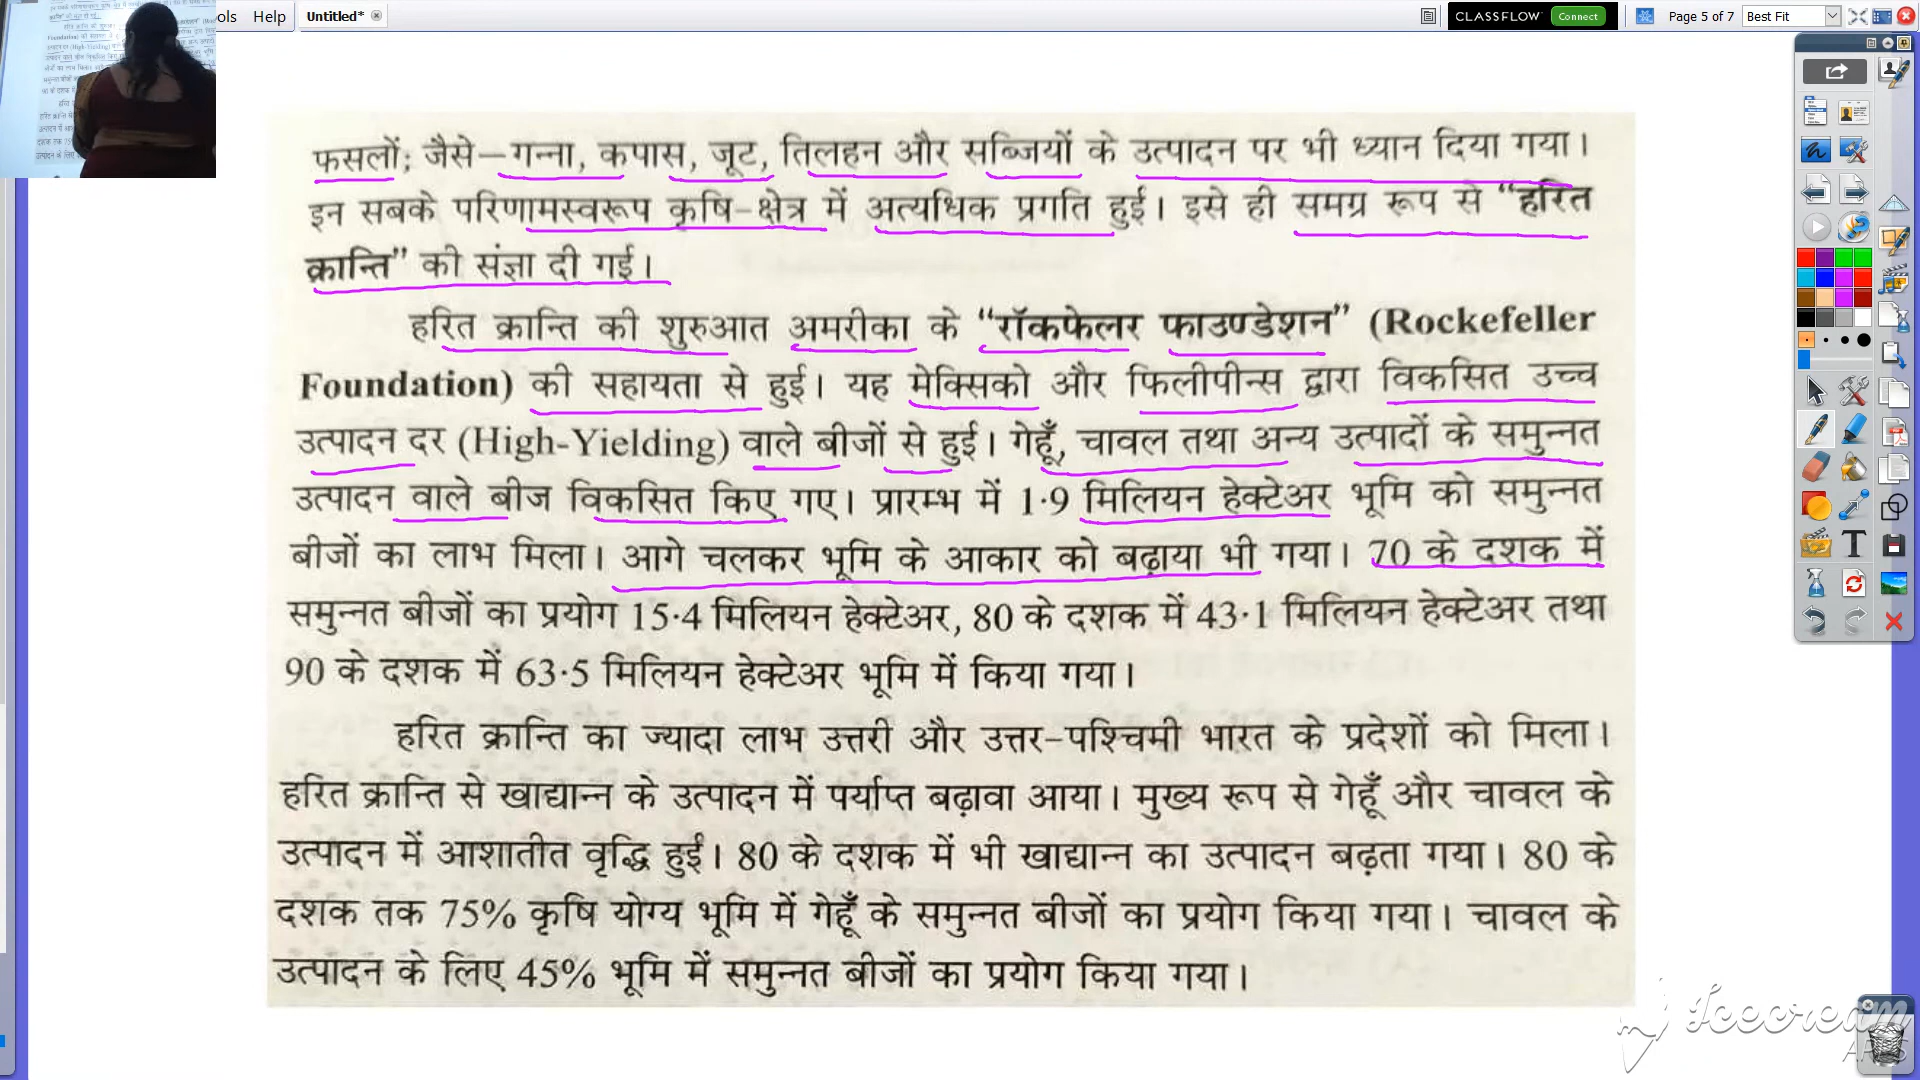 ols Help Untitled* CLASSFLOW Connect Page 5 of 7 Best Fit
फसलों; जैसे—गन्ना, कपास, जूट, तिलहन और सब्जियों के उत्पादन पर भी ध्यान दिया गया।
इन सबके परिणामस्वरूप कृषि-क्षेत्र में अत्यधिक प्रगति हुई। इसे ही समग्र रूप से “हरित
क्रान्ति” की संज्ञा दी गई।
हरित क्रान्ति की शुरुआत अमरीका के “रॉकफेलर फाउण्डेशन” (Rockefeller
Foundation) की सहायता से हुई। यह मेक्सिको और फिलीपीन्स द्वारा विकसित उच्च
उत्पादन दर (High-Yielding) वाले बीजों से हुई। गेहूँ, चावल तथा अन्य उत्पादों के समुन्नत
उत्पादन वाले बीज विकसित किए गए। प्रारम्भ में 1·9 मिलियन हेक्टेअर भूमि को समुन्नत
बीजों का लाभ मिला। आगे चलकर भूमि के आकार को बढ़ाया भी गया। 70 के दशक में
समुन्नत बीजों का प्रयोग 15·4 मिलियन हेक्टेअर, 80 के दशक में 43·1 मिलियन हेक्टेअर तथा
90 के दशक में 63·5 मिलियन हेक्टेअर भूमि में किया गया।
हरित क्रान्ति का ज्यादा लाभ उत्तरी और उत्तर-पश्चिमी भारत के प्रदेशों को मिला।
हरित क्रान्ति से खाद्यान्न के उत्पादन में पर्याप्त बढ़ावा आया। मुख्य रूप से गेहूँ और चावल के
उत्पादन में आशातीत वृद्धि हुई। 80 के दशक में भी खाद्यान्न का उत्पादन बढ़ता गया। 80 के
दशक तक 75% कृषि योग्य भूमि में गेहूँ के समुन्नत बीजों का प्रयोग किया गया। चावल के
उत्पादन के लिए 45% भूमि में समुन्नत बीजों का प्रयोग किया गया।
Icecream
APPS